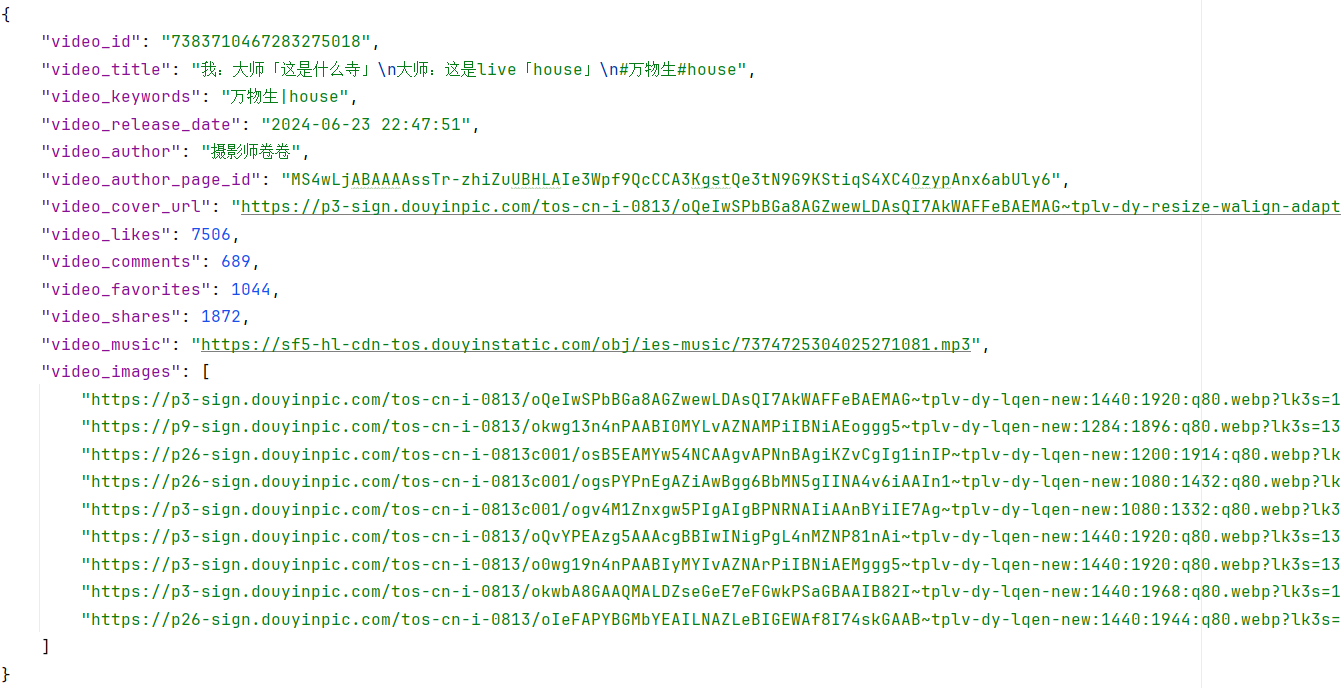 {
"video_id": "7383710467283275018",
"video_title": "我：大师「这是什么寺」\n大师：这是live「house」\n#万物生#house",
"video_keywords": "万物生|house",
"video_release_date": "2024-06-23 22:47:51",
"video_author": "摄影师卷卷",
"video_author_page_id": "MS4wLjABAAAAssTr-zhiZuUBHLAIe3Wpf9QcCCA3KgstQe3tN9G9KStiqS4XC4OzypAnx6abUly6",
"video_cover_url": "https://p3-sign.douyinpic.com/tos-cn-i-0813/oQeIwSPbBGa8AGZwewLDAsQI7AkWAFFeBAEMAG~tplv-dy-resize-walign-adapt
"video_likes": 7506,
"video_comments": 689,
"video_favorites": 1044,
"video_shares": 1872,
"video_music": "https://sf5-hl-cdn-tos.douyinstatic.com/obj/ies-music/7374725304025271081.mp3",
"video_images": [
"https://p3-sign.douyinpic.com/tos-cn-i-0813/oQeIwSPbBGa8AGZwewLDAsQI7AkWAFFeBAEMAG~tplv-dy-lqen-new:1440:1920:q80.webp?lk3s=1
"https://p9-sign.douyinpic.com/tos-cn-i-0813/okwg13n4nPAABI0MYLvAZNAMPiIBNiAEoggg5~tplv-dy-lqen-new:1284:1896:q80.webp?lk3s=13
"https://p26-sign.douyinpic.com/tos-cn-i-0813c001/osB5EAMYw54NCAAgvAPNnBAgiKZvCgIg1inIP~tplv-dy-lqen-new:1200:1914:q80.webp?lk
"https://p26-sign.douyinpic.com/tos-cn-i-0813c001/ogsPYPnEgAZiAwBgg6BbMN5gIINA4v6iAAIn1~tplv-dy-lqen-new:1080:1432:q80.webp?lk
"https://p3-sign.douyinpic.com/tos-cn-i-0813c001/ogv4M1Znxgw5PIgAIgBPNRNAIiAAnBYiIE7Ag~tplv-dy-lqen-new:1080:1332:q80.webp?lk3
"https://p3-sign.douyinpic.com/tos-cn-i-0813/oQvYPEAzg5AAAcgBBIwINigPgL4nMZNP81nAi~tplv-dy-lqen-new:1440:1920:q80.webp?lk3s=13
"https://p3-sign.douyinpic.com/tos-cn-i-0813/o0wg19n4nPAABIyMYIvAZNArPiIBNiAEMggg5~tplv-dy-lqen-new:1440:1920:q80.webp?lk3s=13
"https://p3-sign.douyinpic.com/tos-cn-i-0813/okwbA8GAAQMALDZseGeE7eFGwkPSaGBAAIB82I~tplv-dy-lqen-new:1440:1968:q80.webp?lk3s=1
"https://p26-sign.douyinpic.com/tos-cn-i-0813/oIeFAPYBGMbYEAILNAZLeBIGEWAf8I74skGAAB~tplv-dy-lqen-new:1440:1944:q80.webp?lk3s=
]
}